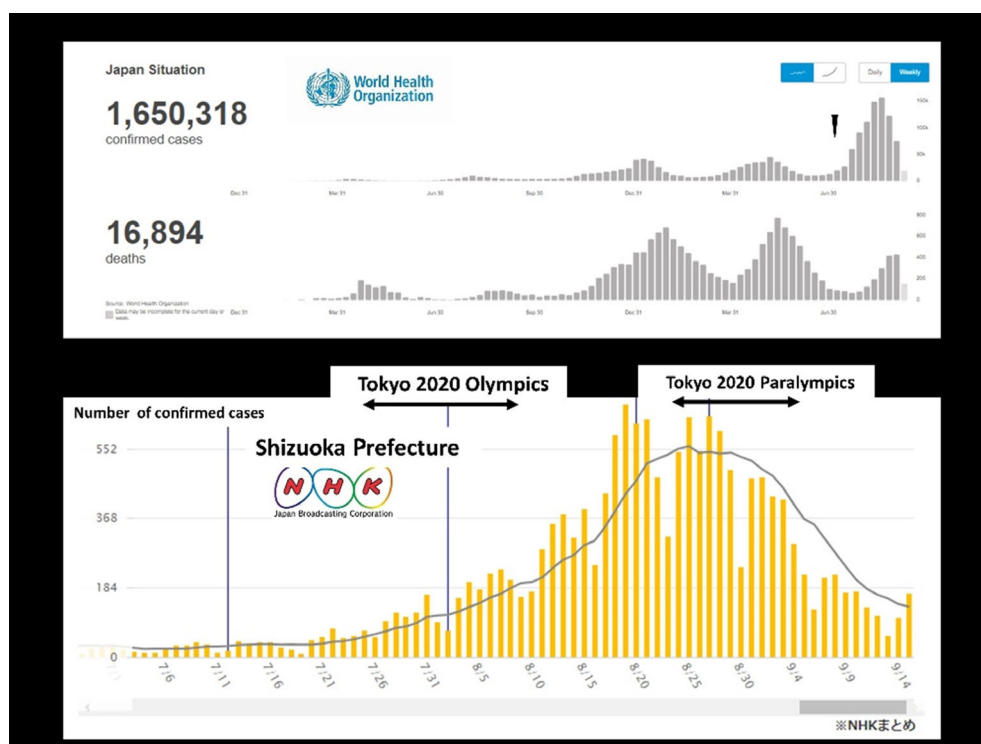 Japan Situation
World Health
Organization
Daily
Weekly
1,650,318
confirmed cases
150k
100k
50k
0
Dec 31
Mar 31
Jun 30
Sep 30
Dec 31
Mar 31
Jun 30
16,894
deaths
800
600
400
200
0
Source: World Health Organization
Data may be incomplete for the current day or
week.
Dec 31
Mar 31
Jun 30
Sep 30
Dec 31
Mar 31
Jun 30
Tokyo 2020 Olympics
Tokyo 2020 Paralympics
Number of confirmed cases
Shizuoka Prefecture
NHK
Japan Broadcasting Corporation
552
368
184
0
7/1
7/6
7/11
7/16
7/21
7/26
7/31
8/5
8/10
8/15
8/20
8/25
8/30
9/4
9/9
9/14
※NHKまとめ